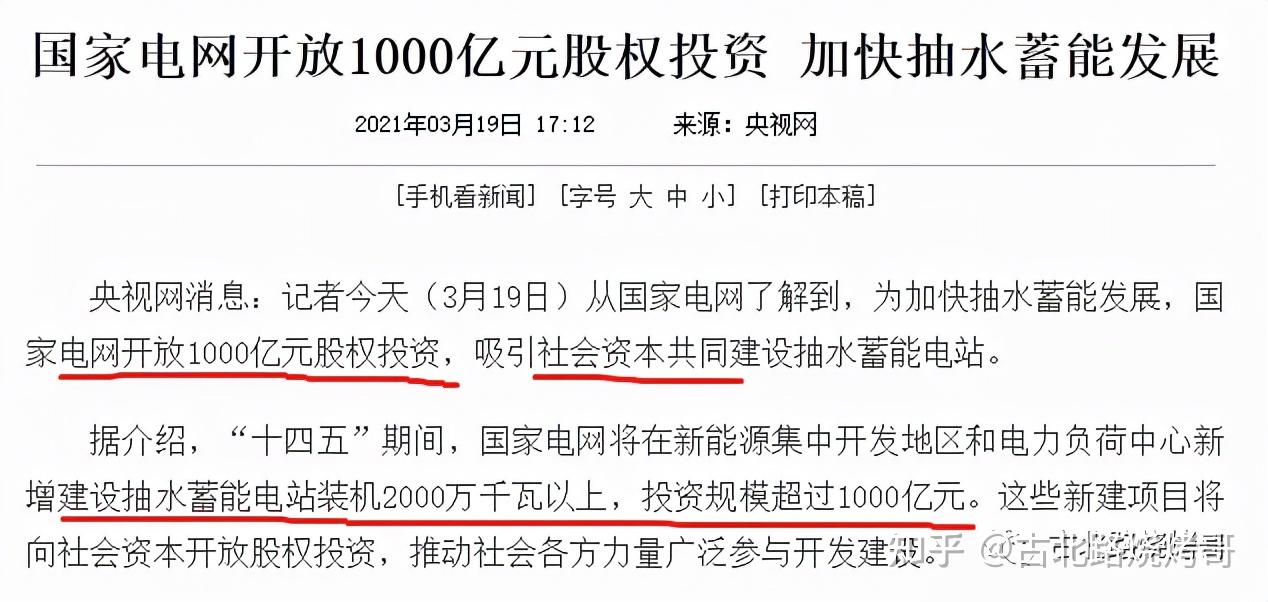 国家电网开放1000亿元股权投资 加快抽水蓄能发展
2021年03月19日 17:12 来源：央视网
[手机看新闻] [字号 大 中 小] [打印本稿]
央视网消息：记者今天（3月19日）从国家电网了解到，为加快抽水蓄能发展，国
家电网开放1000亿元股权投资，吸引社会资本共同建设抽水蓄能电站。
据介绍，“十四五”期间，国家电网将在新能源集中开发地区和电力负荷中心新
增建设抽水蓄能电站装机2000万千瓦以上，投资规模超过1000亿元。这些新建项目将
向社会资本开放股权投资，推动社会各方力量广泛参与开发建设。
知乎 @古北路烧烤哥